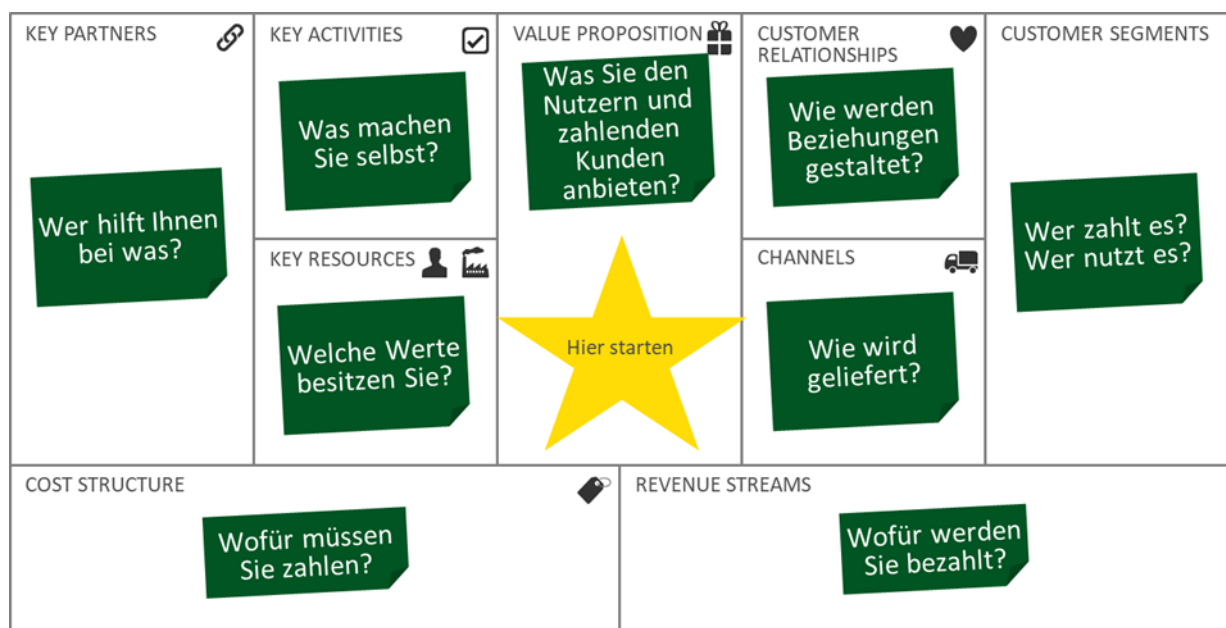 KEY PARTNERS
Wer hilft Ihnen
bei was?
KEY ACTIVITIES
Was machen
Sie selbst?
KEY RESOURCES
Welche Werte
besitzen Sie?
VALUE PROPOSITION
Was Sie den
Nutzern und
zahlenden
Kunden
anbieten?
Hier starten
CUSTOMER
RELATIONSHIPS
Wie werden
Beziehungen
gestaltet?
CHANNELS
Wie wird
geliefert?
CUSTOMER SEGMENTS
Wer zahlt es?
Wer nutzt es?
COST STRUCTURE
Wofür müssen
Sie zahlen?
REVENUE STREAMS
Wofür werden
Sie bezahlt?